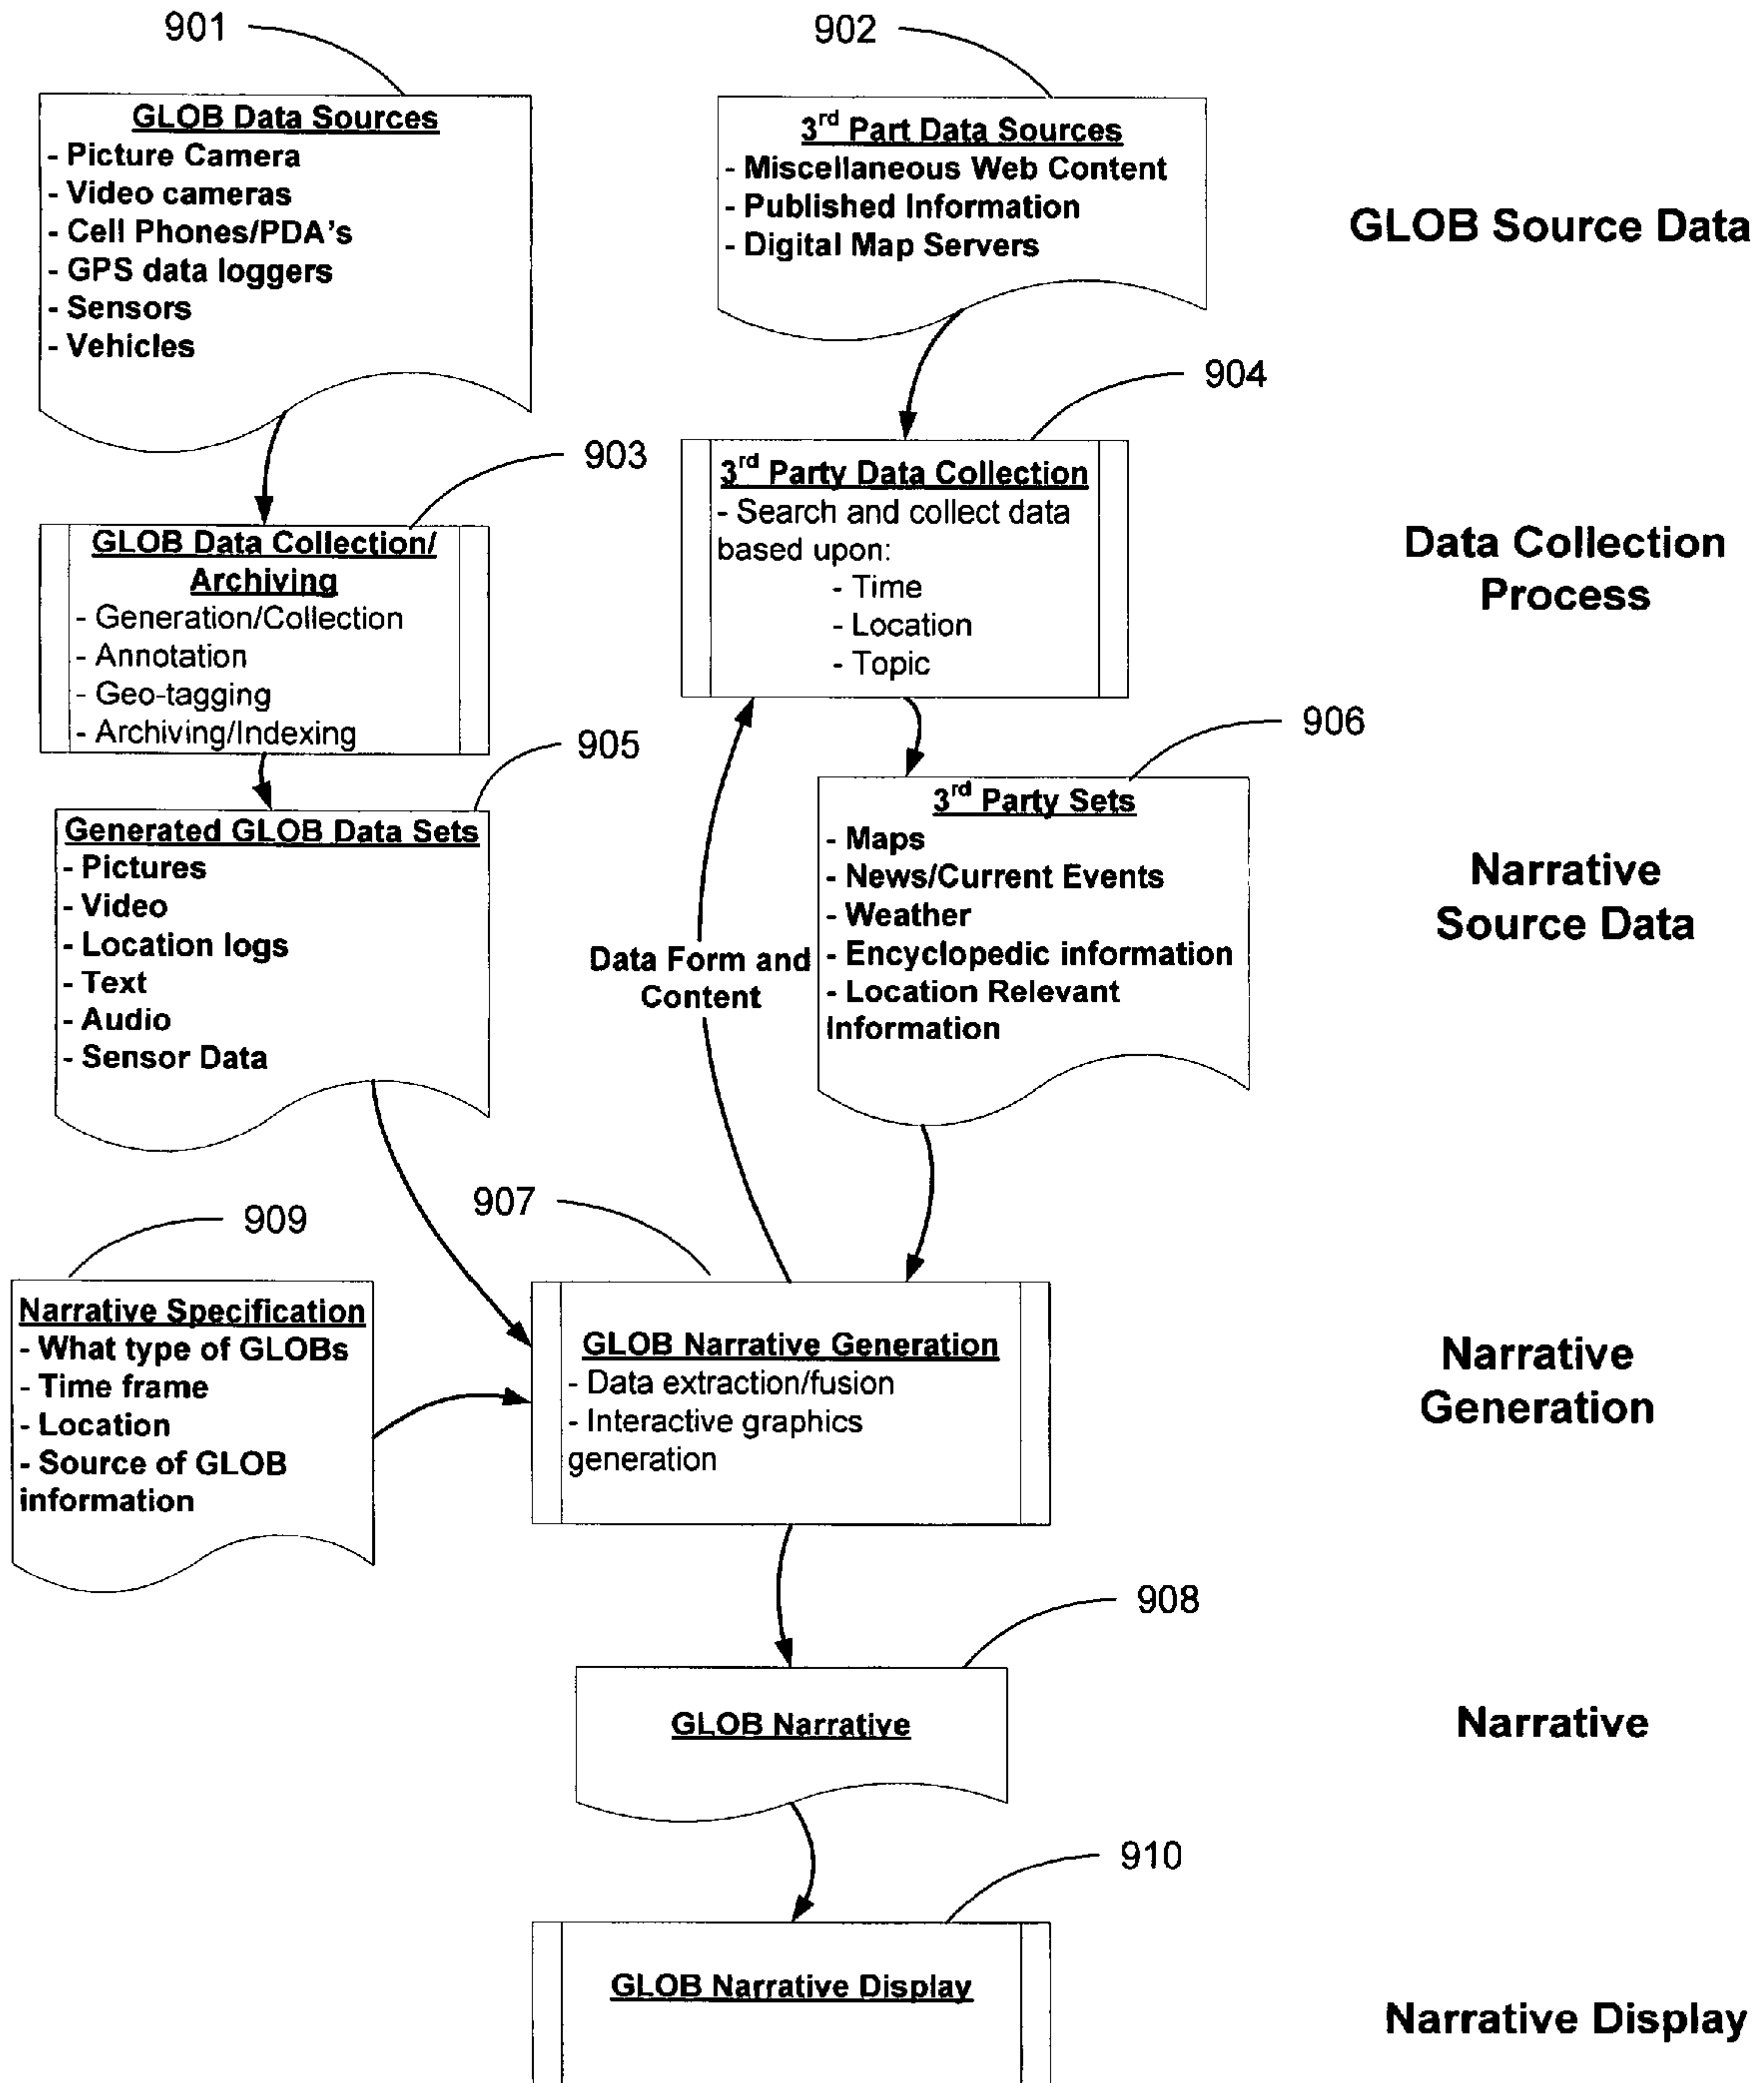 901
902
GLOB Data Sources
- Picture Camera
- Video cameras
- Cell Phones/PDA's
- GPS data loggers
- Sensors
- Vehicles
3rd Part Data Sources
- Miscellaneous Web Content
- Published Information
- Digital Map Servers
GLOB Source Data
903
904
GLOB Data Collection/
Archiving
- Generation/Collection
- Annotation
- Geo-tagging
- Archiving/Indexing
3rd Party Data Collection
- Search and collect data
based upon:
- Time
- Location
- Topic
Data Collection
Process
905
906
Generated GLOB Data Sets
- Pictures
- Video
- Location logs
- Text
- Audio
- Sensor Data
Data Form and
Content
3rd Party Sets
- Maps
- News/Current Events
- Weather
- Encyclopedic information
- Location Relevant
Information
Narrative
Source Data
909
907
Narrative Specification
- What type of GLOBs
- Time frame
- Location
- Source of GLOB
information
GLOB Narrative Generation
- Data extraction/fusion
- Interactive graphics
generation
Narrative
Generation
908
GLOB Narrative
Narrative
910
GLOB Narrative Display
Narrative Display